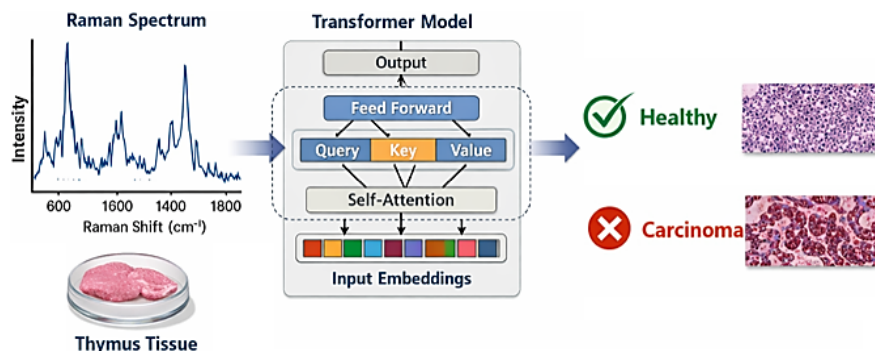 Raman Spectrum
Intensity
600 1600 1400 1800
Raman Shift (cm⁻¹)
Thymus Tissue
Transformer Model
Output
Feed Forward
Query Key Value
Self-Attention
Input Embeddings
Healthy
Carcinoma